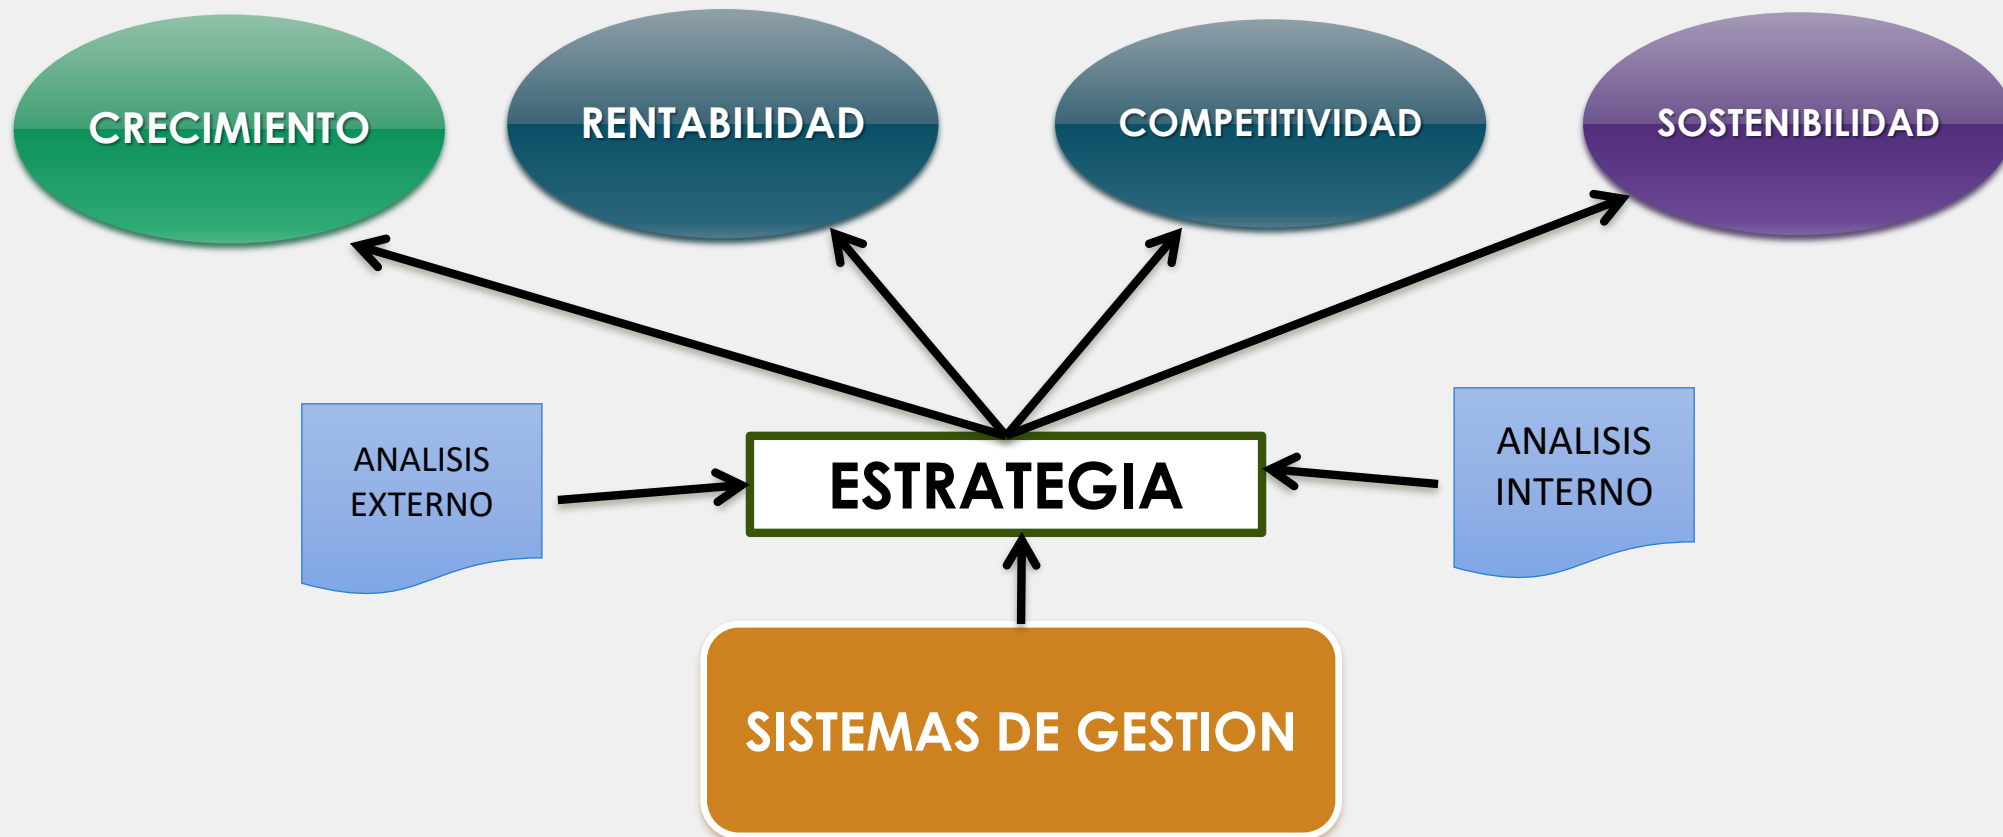 CRECIMIENTO
RENTABILIDAD
COMPETITIVIDAD
SOSTENIBILIDAD
ANALISIS
EXTERNO
ESTRATEGIA
ANALISIS
INTERNO
SISTEMAS DE GESTION